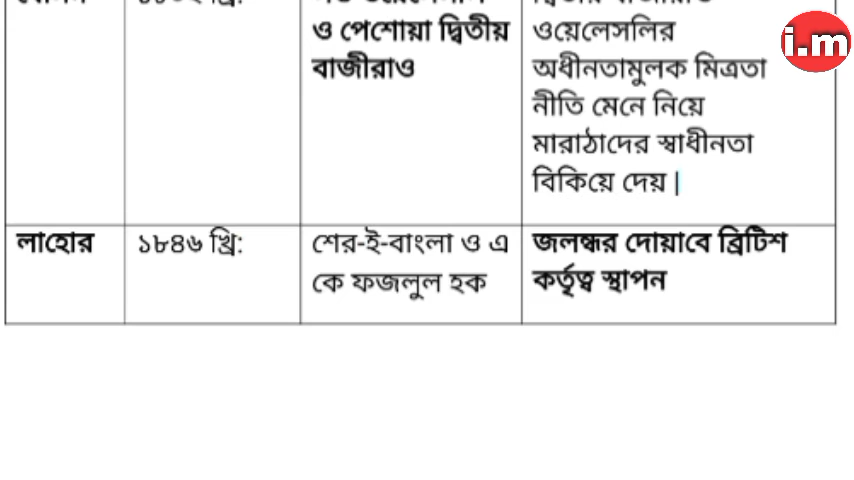 ও পেশোয়া দ্বিতীয়
বাজীরাও
ওয়েলেসলির
অধীনতামুলক মিত্রতা
নীতি মেনে নিয়ে
মারাঠাদের স্বাধীনতা
বিকিয়ে দেয় |
i.m
লাহোর
১৮৪৬ খ্রি:
শের-ই-বাংলা ও এ
কে ফজলুল হক
জলন্ধর দোয়াবে ব্রিটিশ
কর্তৃত্ব স্থাপন